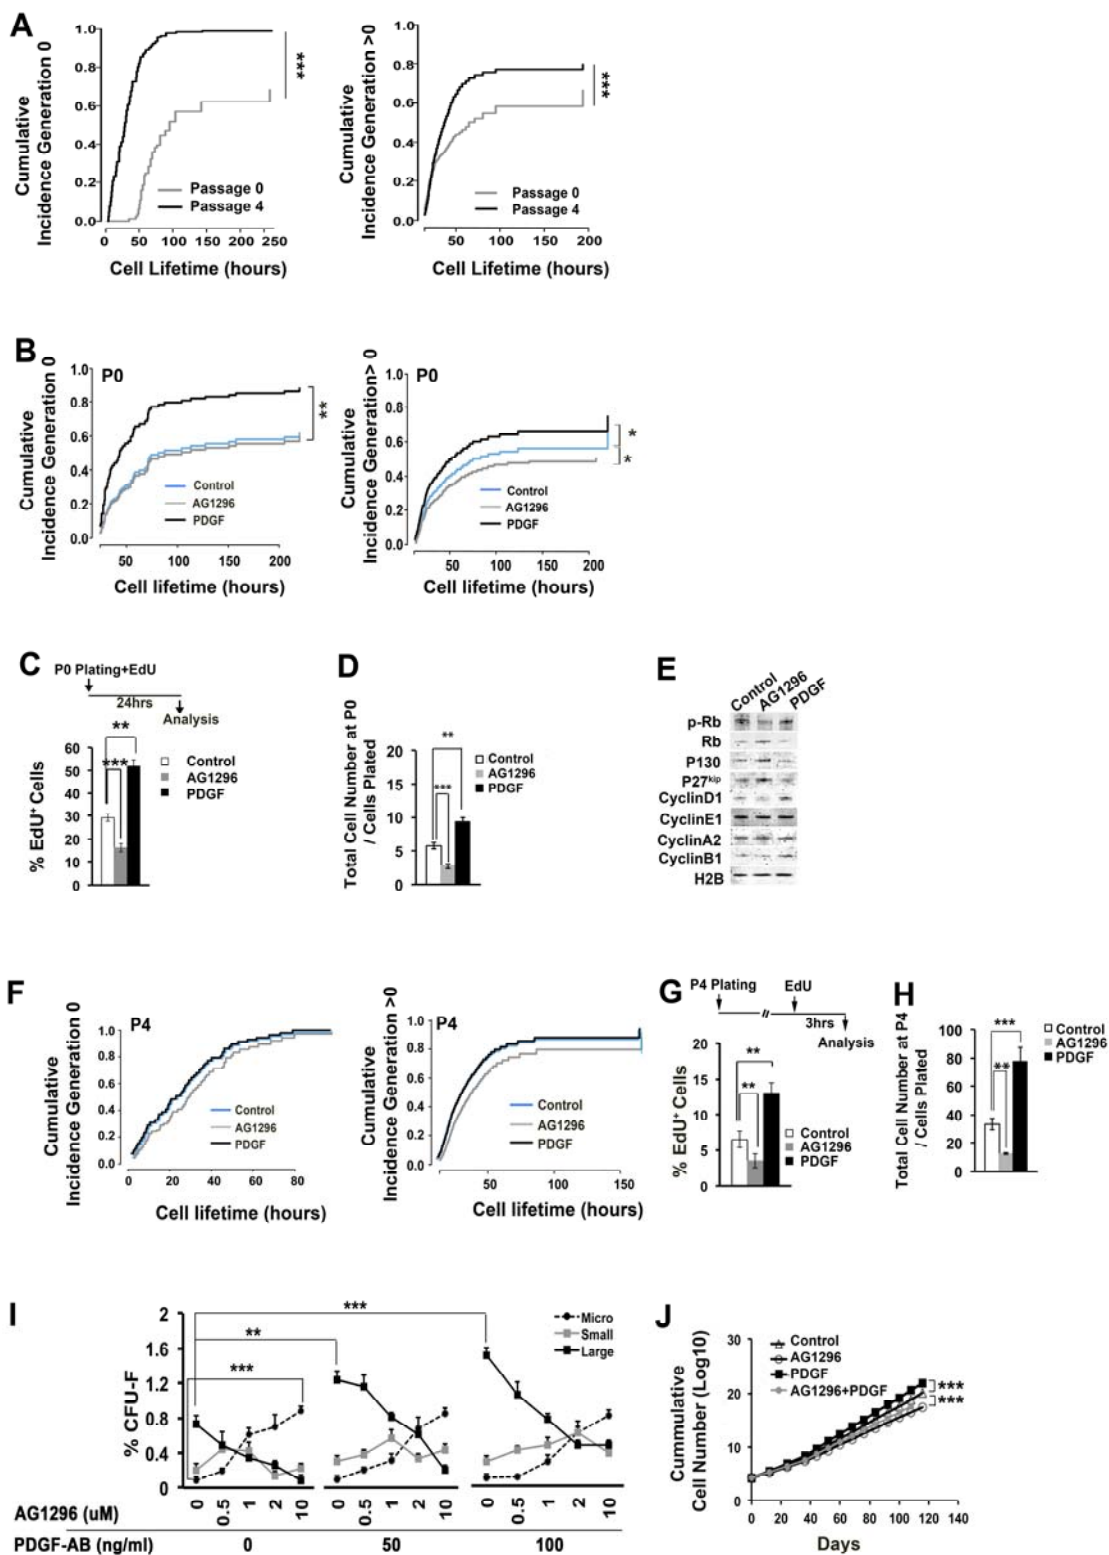 A
Cumulative
Incidence Generation 0
1.0
0.8
0.6
0.4
0.2
0.0
***
Passage 0
Passage 4
0 50 100 150 200 250
Cell Lifetime (hours)
Cumulative
Incidence Generation >0
1.0
0.8
0.6
0.4
0.2
0.0
***
Passage 0
Passage 4
50 100 150 200
Cell Lifetime (hours)
B
Cumulative
Incidence Generation 0
P0
1.0
0.8
0.6
0.4
0.2
0.0
**
Control
AG1296
PDGF
50 100 150 200
Cell lifetime (hours)
Cumulative
Incidence Generation> 0
P0
1.0
0.8
0.6
0.4
0.2
0.0
*
*
Control
AG1296
PDGF
50 100 150 200
Cell lifetime (hours)
C
P0 Plating+EdU
24hrs
Analysis
% EdU+ Cells
60
50
40
30
20
10
0
**
***
Control
AG1296
PDGF
D
Total Cell Number at P0
/ Cells Plated
20
15
10
5
0
**
***
Control
AG1296
PDGF
E
Control AG1296 PDGF
p-Rb
Rb
P130
P27kip
CyclinD1
CyclinE1
CyclinA2
CyclinB1
H2B
F
Cumulative
Incidence Generation 0
P4
1.0
0.8
0.6
0.4
0.2
0.0
Control
AG1296
PDGF
0 20 40 60 80
Cell lifetime (hours)
Cumulative
Incidence Generation >0
P4
1.0
0.8
0.6
0.4
0.2
0.0
Control
AG1296
PDGF
50 100 150
Cell lifetime (hours)
G
P4 Plating EdU
3hrs
Analysis
% EdU+ Cells
20
15
10
5
0
**
**
Control
AG1296
PDGF
H
Total Cell Number at P4
/ Cells Plated
100
80
60
40
20
0
***
**
Control
AG1296
PDGF
I
% CFU-F
2
1.6
1.2
0.8
0.4
0
***
**
***
Micro
Small
Large
AG1296 (uM) 0 0.5 1 2 10 0 0.5 1 2 10 0 0.5 1 2 10
PDGF-AB (ng/ml) 0 50 100
J
Cummulative
Cell Number (Log10)
30
20
10
0
Control
AG1296
PDGF
AG1296+PDGF
***
***
0 20 40 60 80 100 120 140
Days